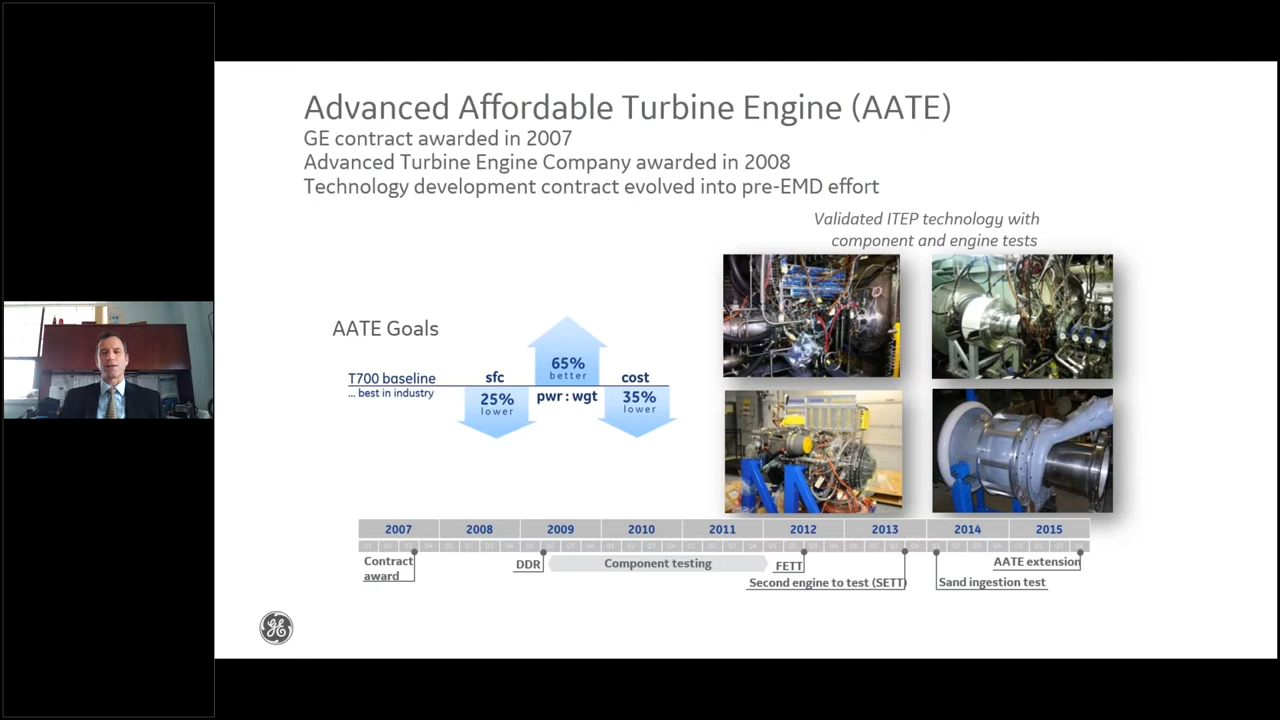 Advanced Affordable Turbine Engine (AATE)
GE contract awarded in 2007
Advanced Turbine Engine Company awarded in 2008
Technology development contract evolved into pre-EMD effort
Validated ITEP technology with
component and engine tests
AATE Goals
T700 baseline
... best in industry
sfc
25%
lower
65%
better
pwr : wgt
cost
35%
lower
2007 2008 2009 2010 2011 2012 2013 2014 2015
Contract
award
DDR
Component testing
FETT
Second engine to test (SETT)
Sand ingestion test
AATE extension
GE